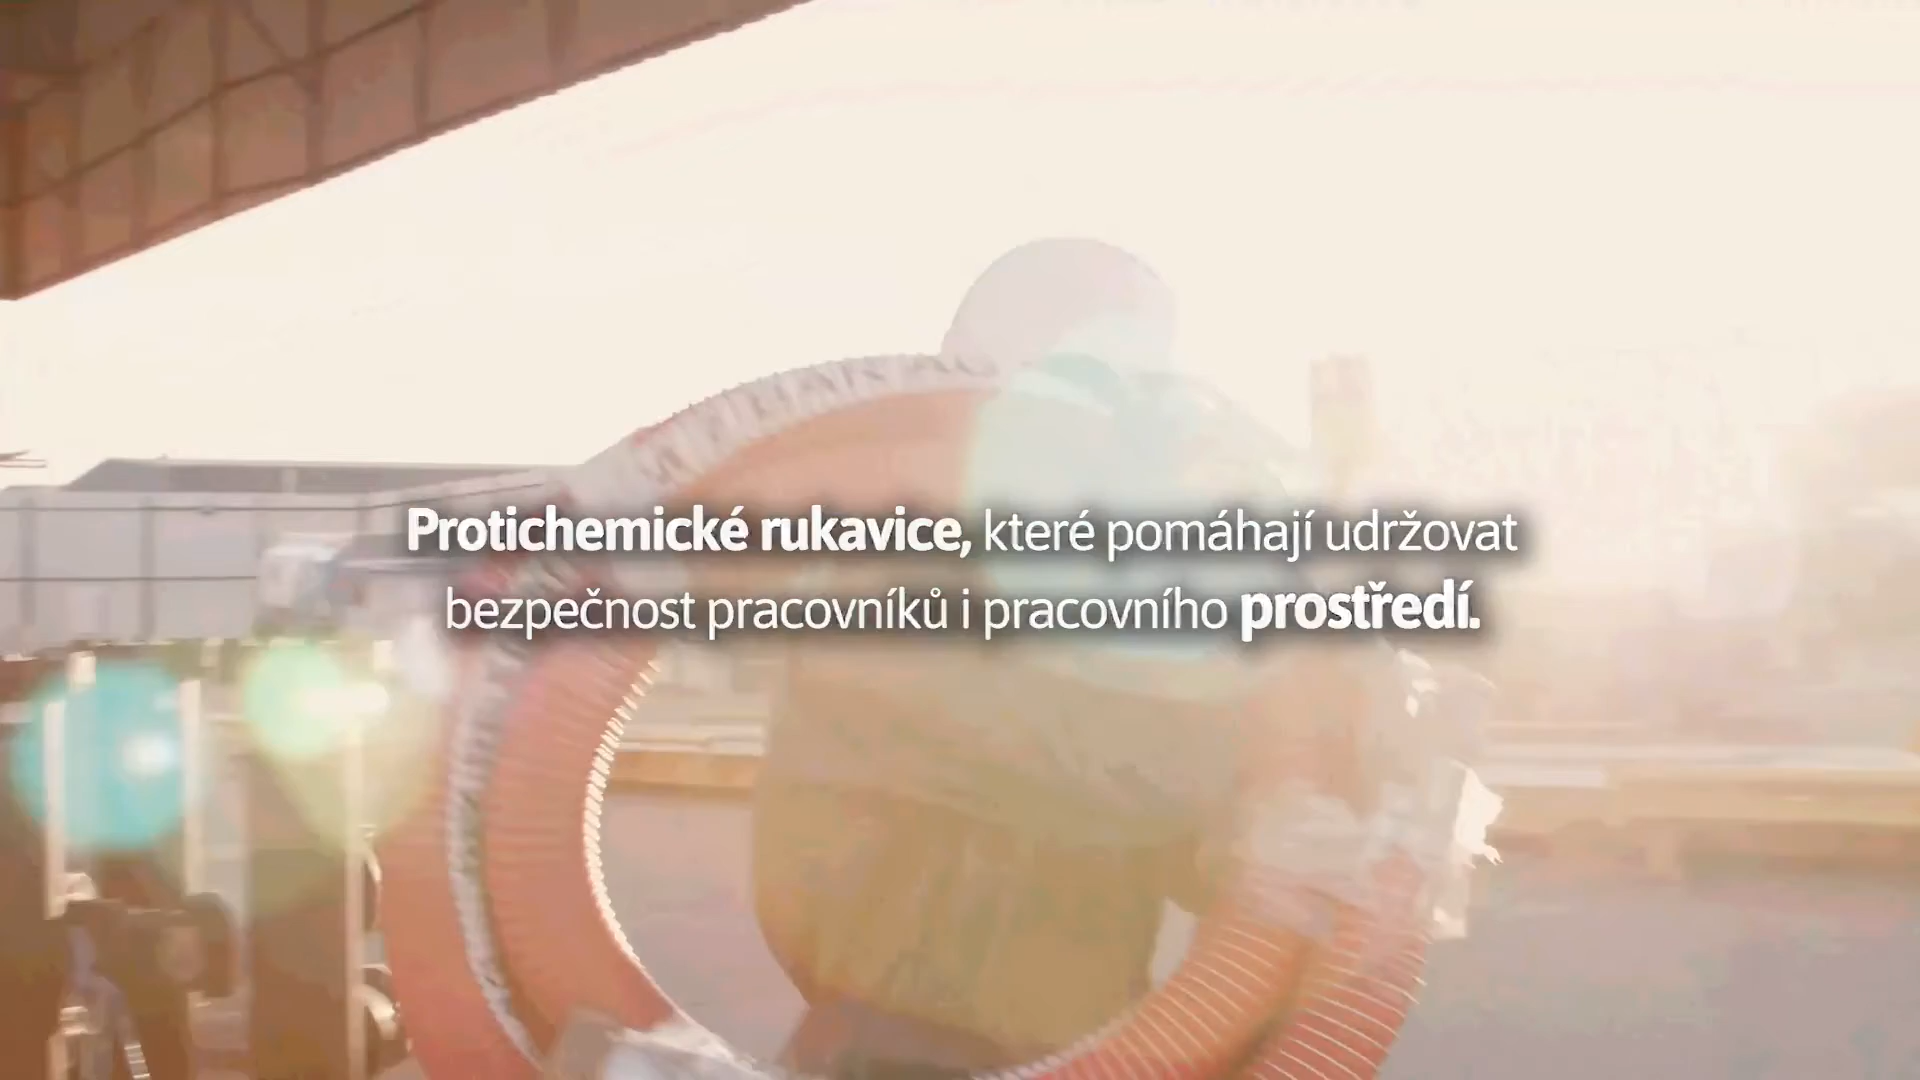 Protichemické rukavice, které pomáhají udržovat
bezpečnost pracovníků i pracovního prostředí.